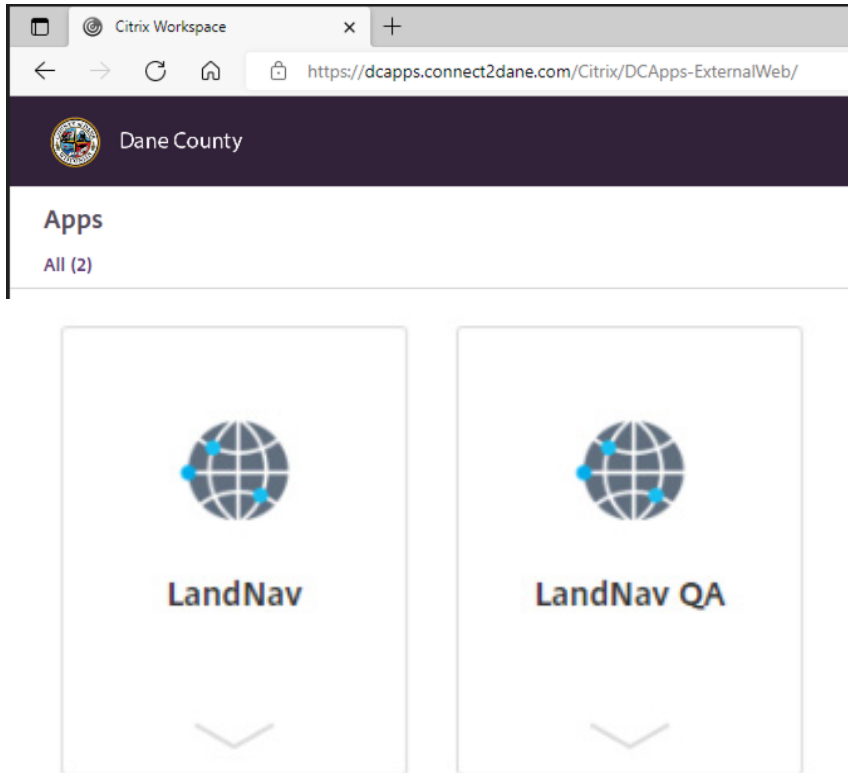 Citrix Workspace
https://dcapps.connect2dane.com/Citrix/DCApps-ExternalWeb/
Dane County
Apps
All (2)
LandNav
LandNav QA